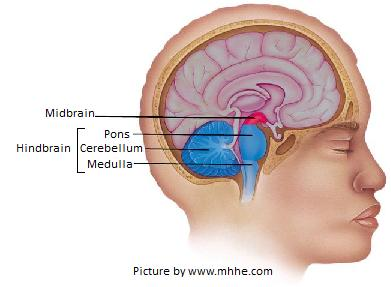 Midbrain
Pons
Hindbrain Cerebellum
Medulla
Picture by www.mhhe.com